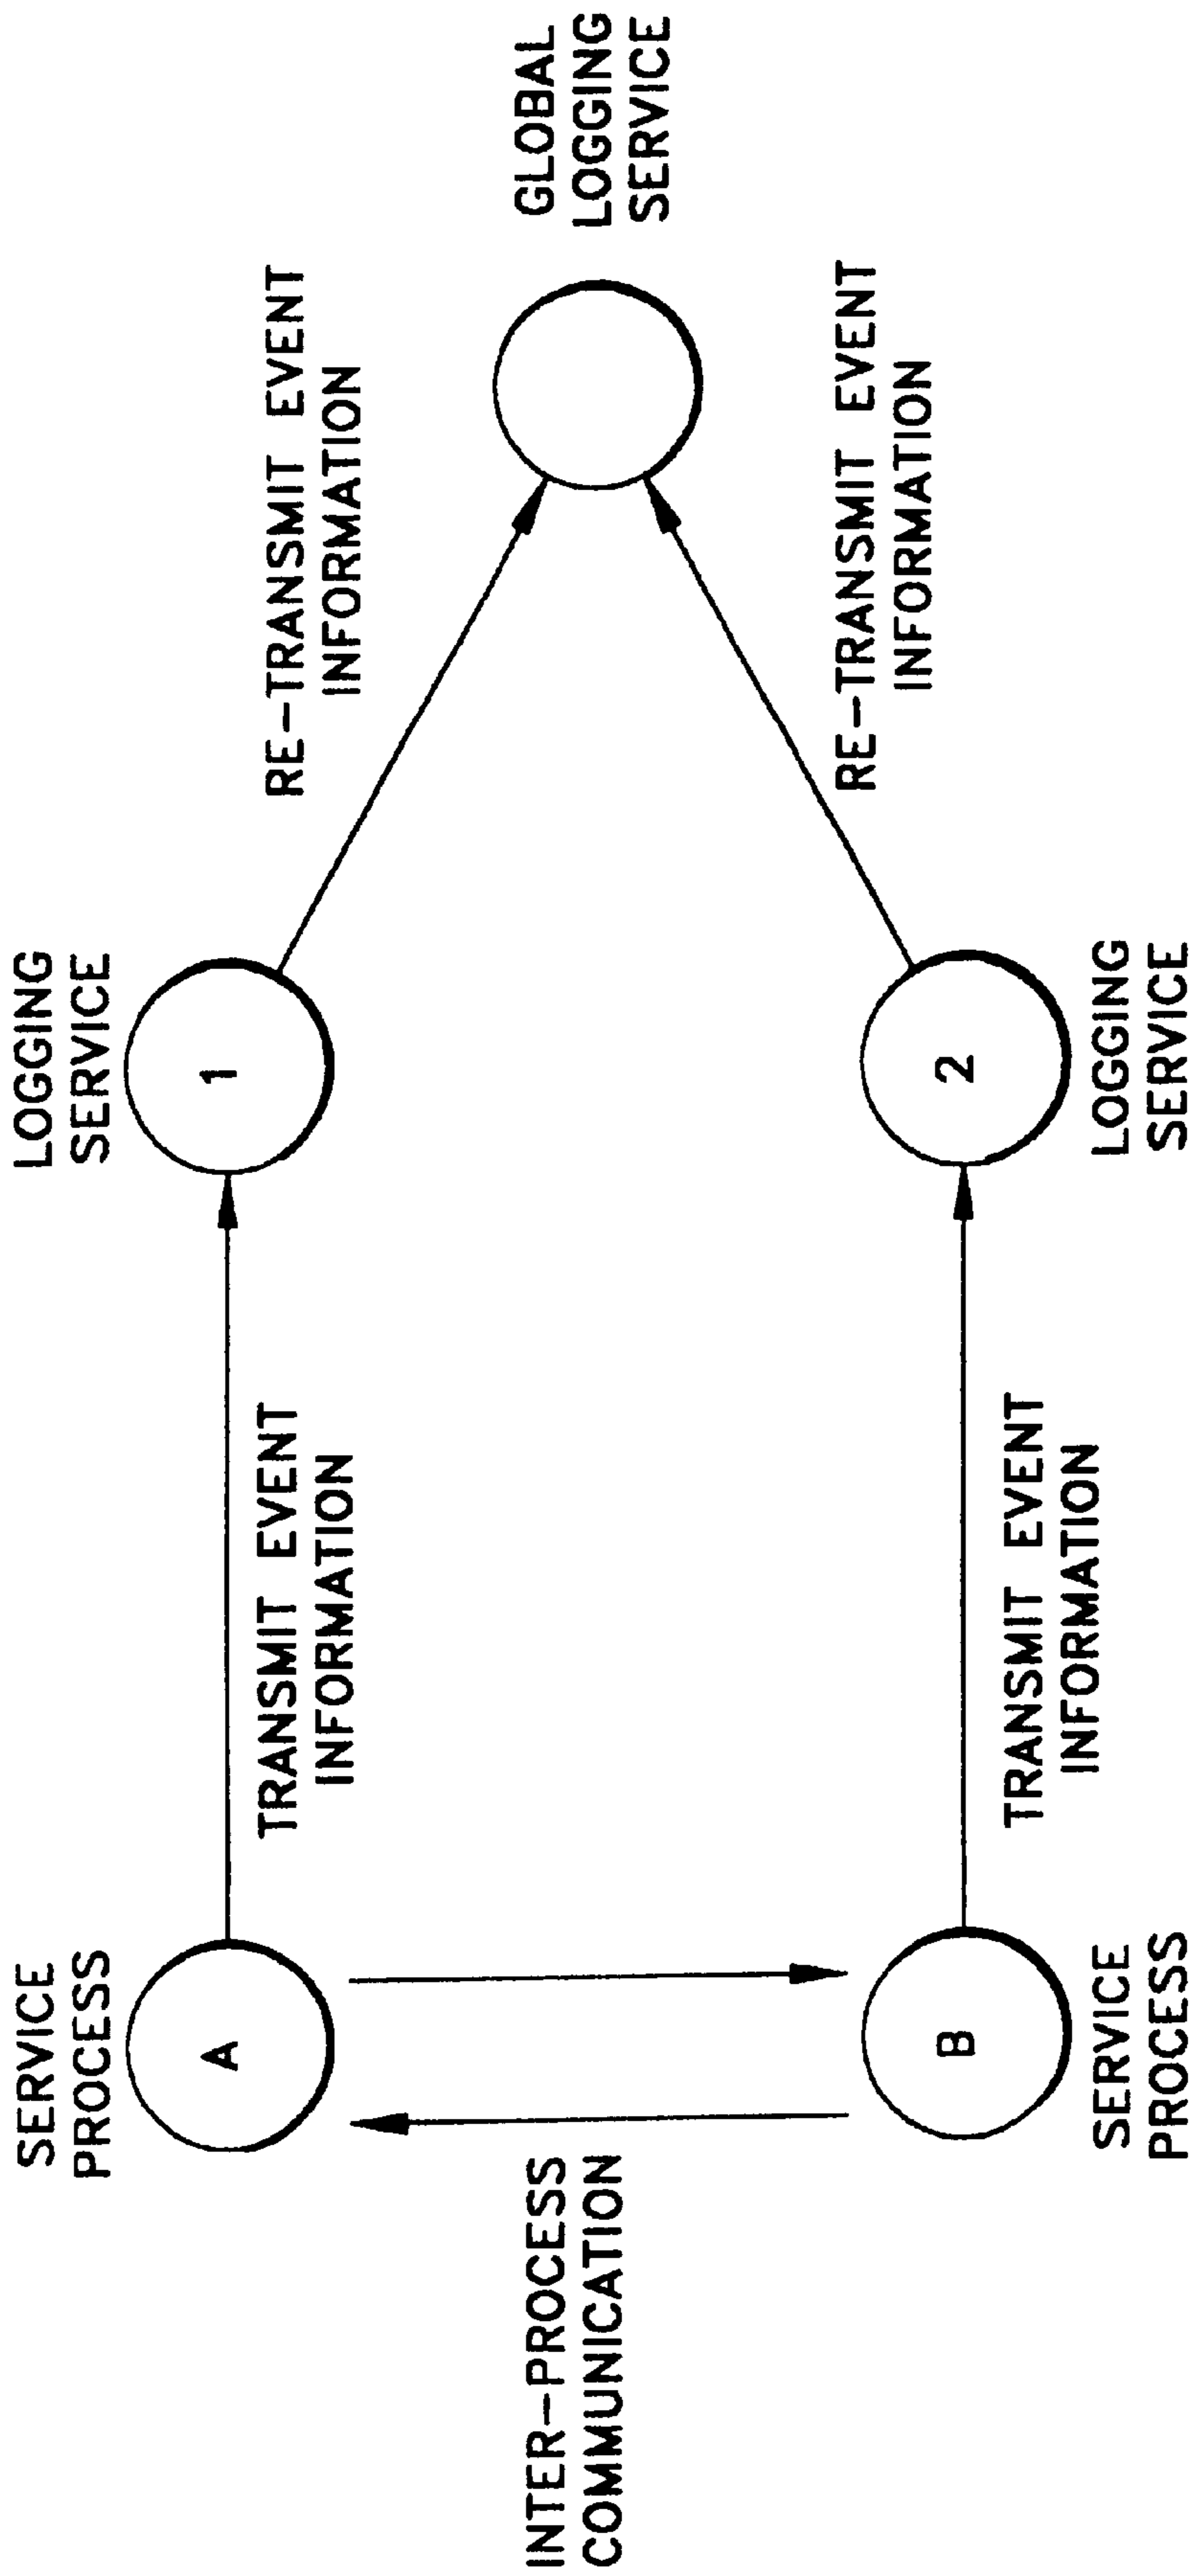 SERVICE
PROCESS
A
INTER-PROCESS
COMMUNICATION
B
SERVICE
PROCESS
TRANSMIT EVENT
INFORMATION
TRANSMIT EVENT
INFORMATION
LOGGING
SERVICE
1
2
LOGGING
SERVICE
RE-TRANSMIT EVENT
INFORMATION
RE-TRANSMIT EVENT
INFORMATION
GLOBAL
LOGGING
SERVICE